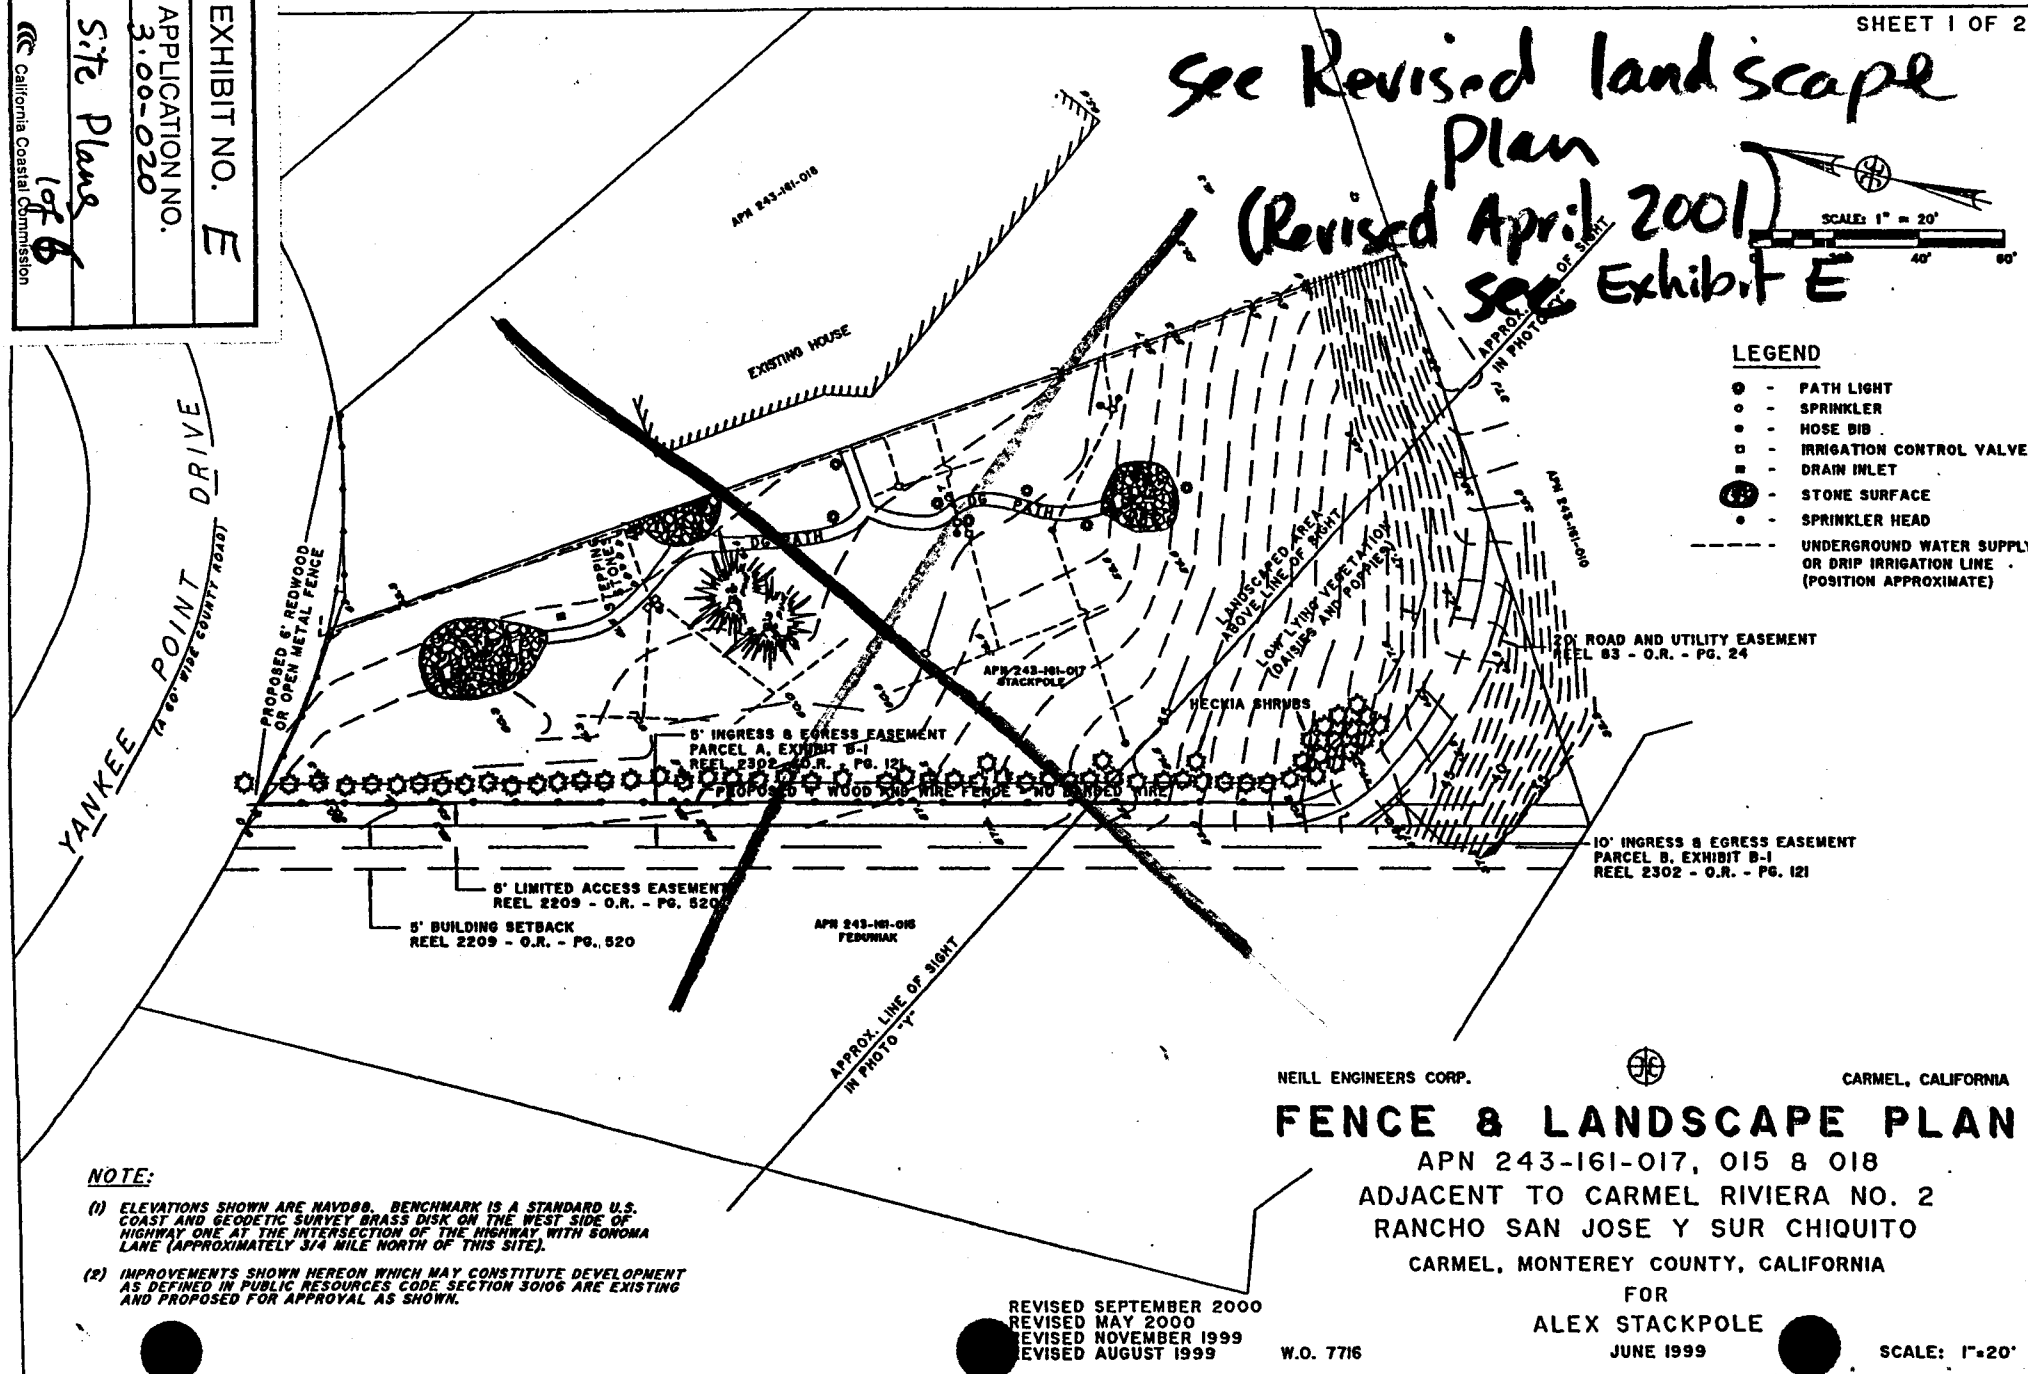 SHEET 1 OF 2
EXHIBIT NO. E
APPLICATION NO.
3-00-020
Site Plans
1 of 6
California Coastal Commission
See Revised landscape
Plan
(Revised April 2001)
see Exhibit E
SCALE: 1" = 20'
40'
60'
LEGEND
PATH LIGHT
SPRINKLER
HOSE BIB
IRRIGATION CONTROL VALVE
DRAIN INLET
STONE SURFACE
SPRINKLER HEAD
UNDERGROUND WATER SUPPLY
OR DRIP IRRIGATION LINE
(POSITION APPROXIMATE)
APN 243-161-018
EXISTING HOUSE
YANKEE POINT DRIVE
(A 60' WIDE COUNTY ROAD)
PROPOSED 6' REDWOOD
OR OPEN METAL FENCE
STEPPING
STONES
DG PATH
DG PATH
APPROX. LINE OF SIGHT
IN PHOTO "Y"
LANDSCAPED AREA
ABOVE LINE OF SIGHT
LOW LYING VEGETATION
(DAISIES AND POPPIES)
APN 243-161-010
APN 243-161-017
STACKPOLE
HECKIA SHRUBS
20' ROAD AND UTILITY EASEMENT
REEL 83 - O.R. - PG. 24
5' INGRESS & EGRESS EASEMENT
PARCEL A, EXHIBIT B-1
REEL 2302 - O.R. - PG. 121
PROPOSED 4' WOOD AND WIRE FENCE - NO BARBED WIRE
10' INGRESS & EGRESS EASEMENT
PARCEL B, EXHIBIT B-1
REEL 2302 - O.R. - PG. 121
6' LIMITED ACCESS EASEMENT
REEL 2209 - O.R. - PG. 520
5' BUILDING SETBACK
REEL 2209 - O.R. - PG. 520
APN 243-161-015
FEDUNIAK
APPROX. LINE OF SIGHT
IN PHOTO "Y"
NEILL ENGINEERS CORP.
CARMEL, CALIFORNIA
FENCE & LANDSCAPE PLAN
APN 243-161-017, 015 & 018
ADJACENT TO CARMEL RIVIERA NO. 2
RANCHO SAN JOSE Y SUR CHIQUITO
CARMEL, MONTEREY COUNTY, CALIFORNIA
FOR
ALEX STACKPOLE
JUNE 1999
SCALE: 1"=20'
W.O. 7716
REVISED SEPTEMBER 2000
REVISED MAY 2000
REVISED NOVEMBER 1999
REVISED AUGUST 1999
NOTE:
(1) ELEVATIONS SHOWN ARE NAVD88. BENCHMARK IS A STANDARD U.S.
COAST AND GEODETIC SURVEY BRASS DISK ON THE WEST SIDE OF
HIGHWAY ONE AT THE INTERSECTION OF THE HIGHWAY WITH SONOMA
LANE (APPROXIMATELY 3/4 MILE NORTH OF THIS SITE).
(2) IMPROVEMENTS SHOWN HEREON WHICH MAY CONSTITUTE DEVELOPMENT
AS DEFINED IN PUBLIC RESOURCES CODE SECTION 30106 ARE EXISTING
AND PROPOSED FOR APPROVAL AS SHOWN.